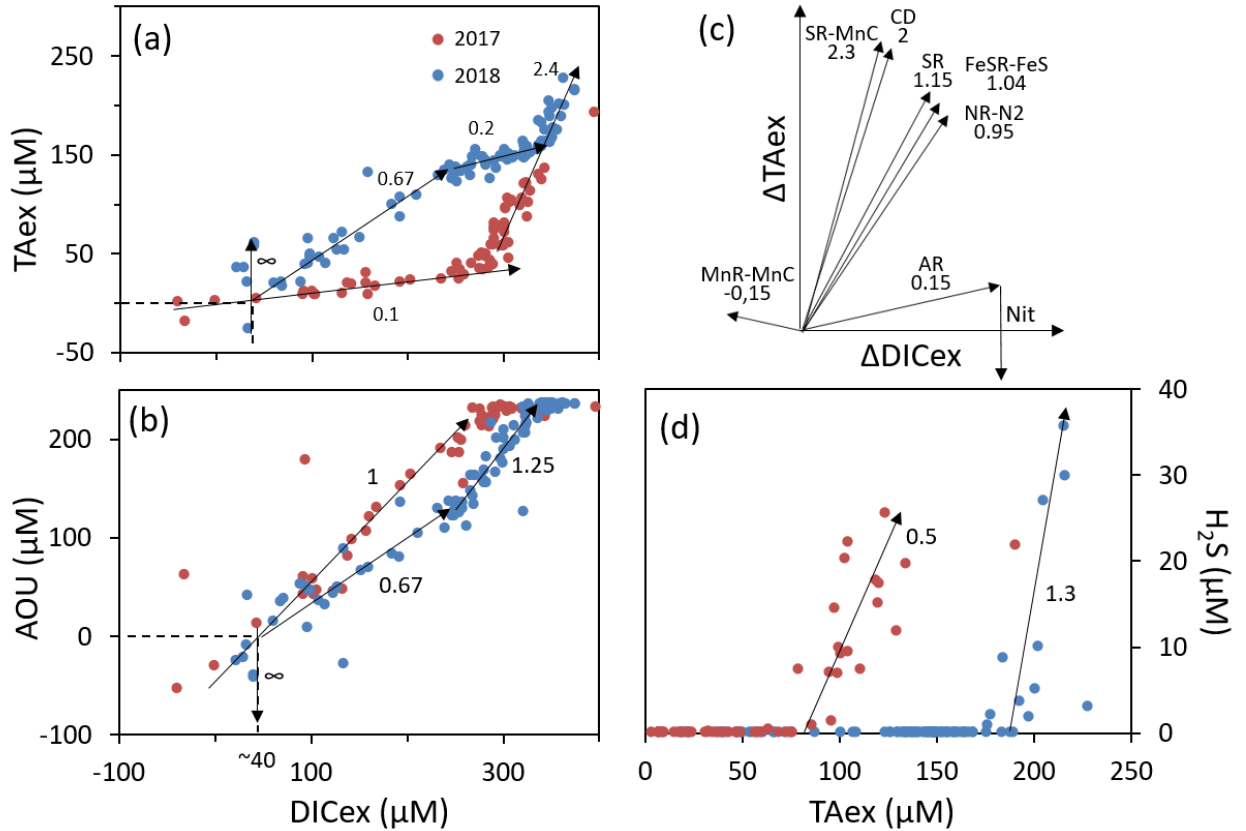 (a)
2017
2018
250
150
50
-50
TAex (μM)
∞
0.67
0.2
2.4
0.1
(c)
SR-MnC
2.3
CD
2
SR
1.15
FeSR-FeS
1.04
NR-N2
0.95
MnR-MnC
-0,15
AR
0.15
Nit
ΔTAex
ΔDICex
(b)
200
100
0
-100
AOU (μM)
1
1.25
0.67
∞
-100
~40
100
300
DICex (μM)
(d)
40
30
20
10
0
H₂S (μM)
0.5
1.3
0
50
100
150
200
250
TAex (μM)